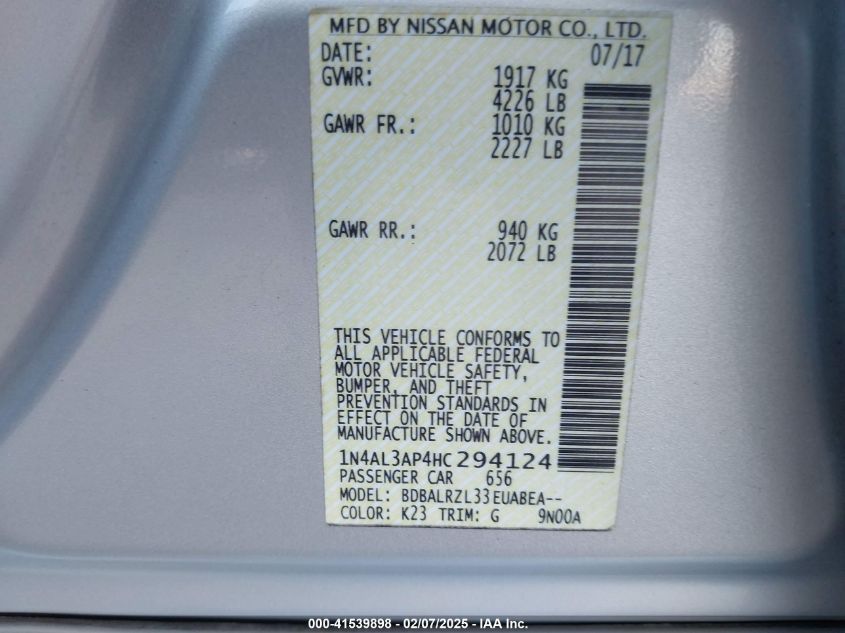 MFD BY NISSAN MOTOR CO., LTD.
DATE: 07/17
GVWR: 1917 KG
4226 LB
GAWR FR.: 1010 KG
2227 LB
GAWR RR.: 940 KG
2072 LB
THIS VEHICLE CONFORMS TO
ALL APPLICABLE FEDERAL
MOTOR VEHICLE SAFETY,
BUMPER, AND THEFT
PREVENTION STANDARDS IN
EFFECT ON THE DATE OF
MANUFACTURE SHOWN ABOVE.
1N4AL3AP4HC294124
PASSENGER CAR 656
MODEL: BDBALRZL33EUABEA--
COLOR: K23 TRIM: G 9N00A
000-41539898 - 02/07/2025 - IAA Inc.